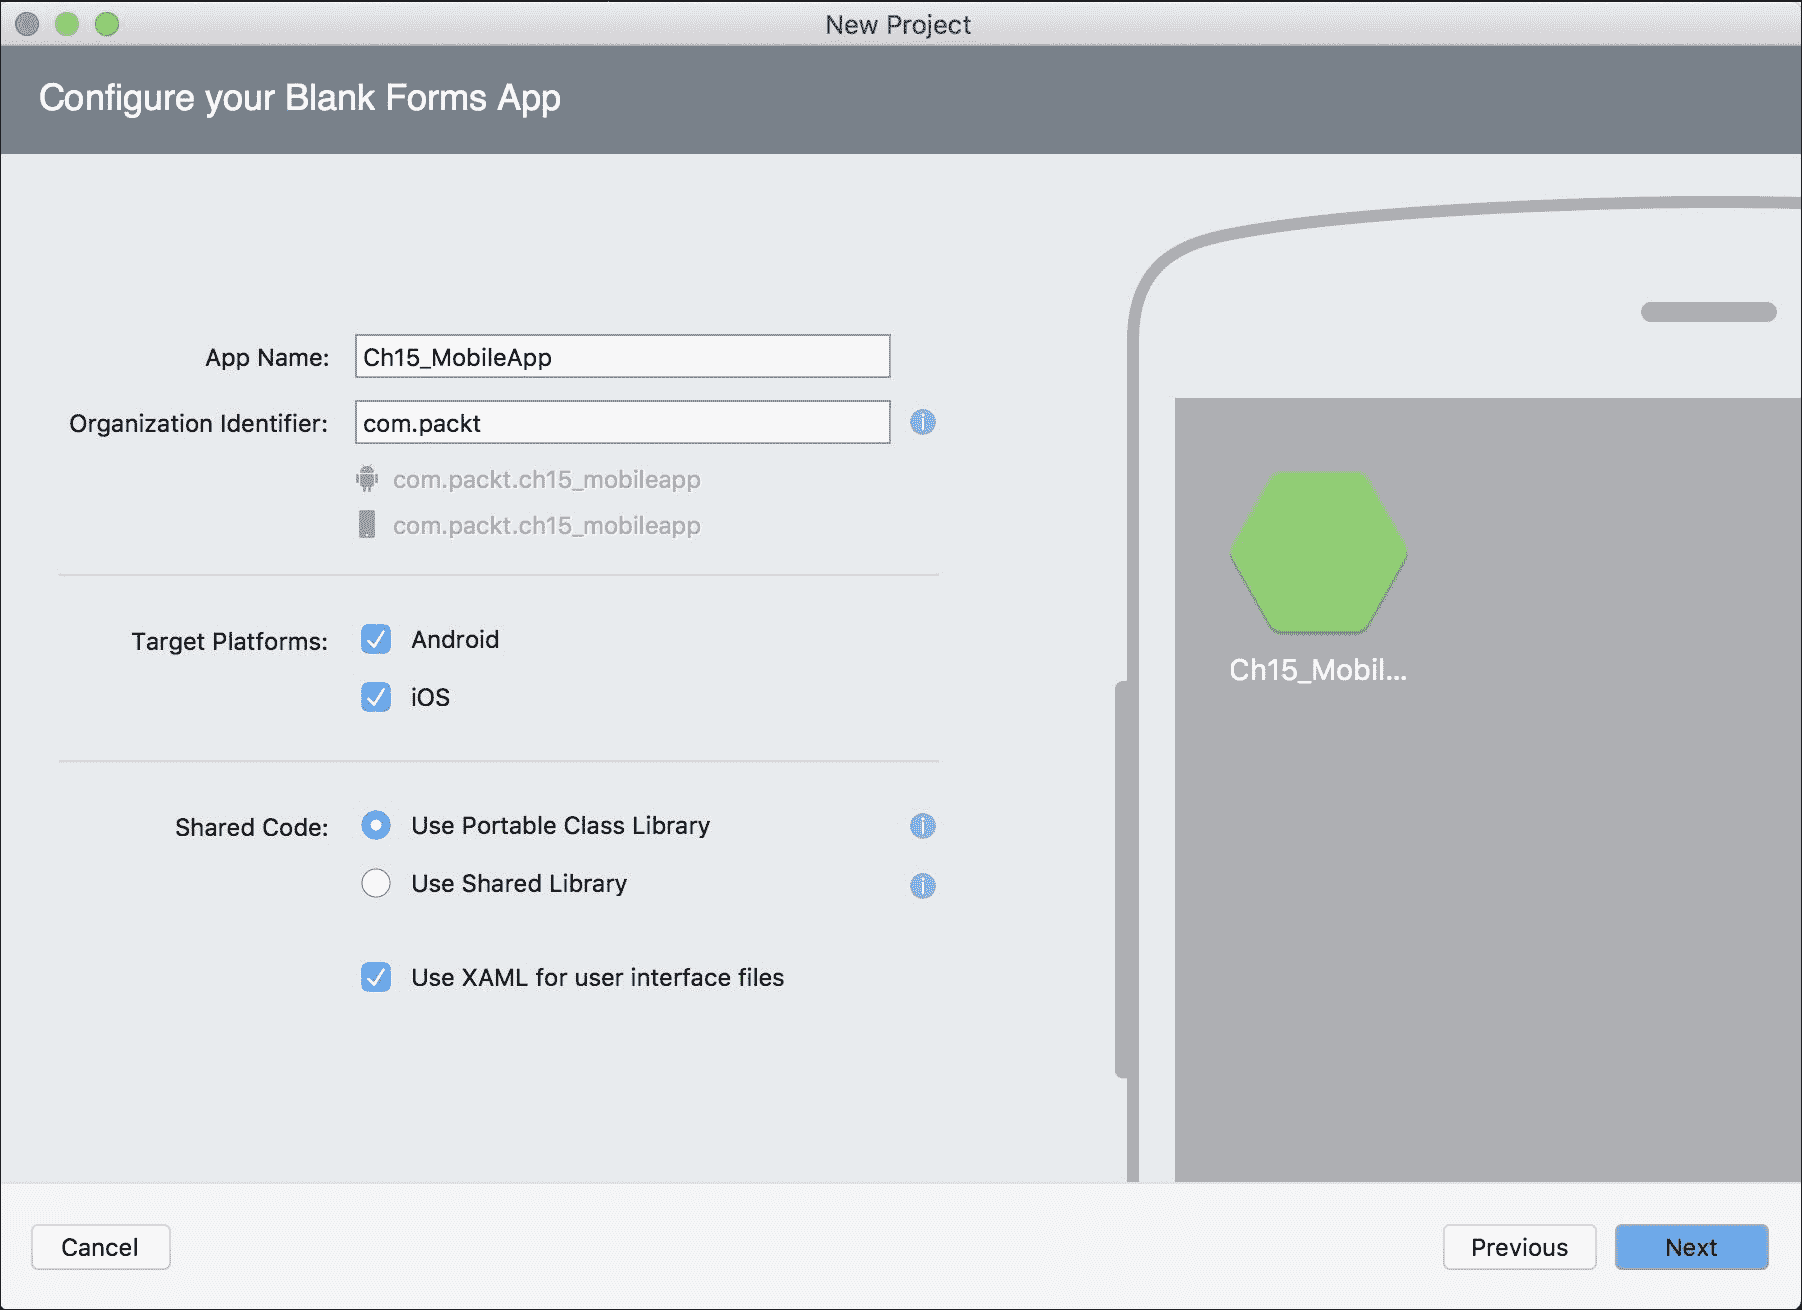 New Project
Configure your Blank Forms App
App Name: Ch15_MobileApp
Organization Identifier: com.packt
com.packt.ch15_mobileapp
com.packt.ch15_mobileapp
Target Platforms: Android
iOS
Shared Code: Use Portable Class Library
Use Shared Library
Use XAML for user interface files
Ch15_Mobil...
Cancel Previous Next